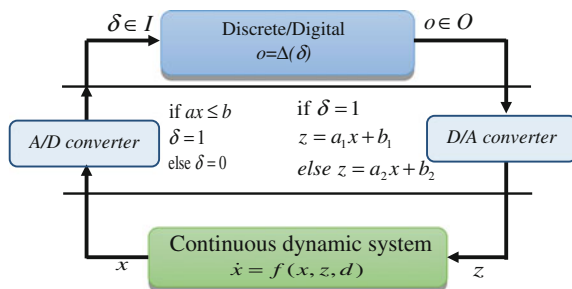 δ ∈ I
Discrete/Digital
o=Δ(δ)
o ∈ O
A/D converter
if ax ≤ b
δ = 1
else δ = 0
if δ = 1
z = a₁x + b₁
else z = a₂x + b₂
D/A converter
Continuous dynamic system
ẋ = f(x, z, d)
x
z